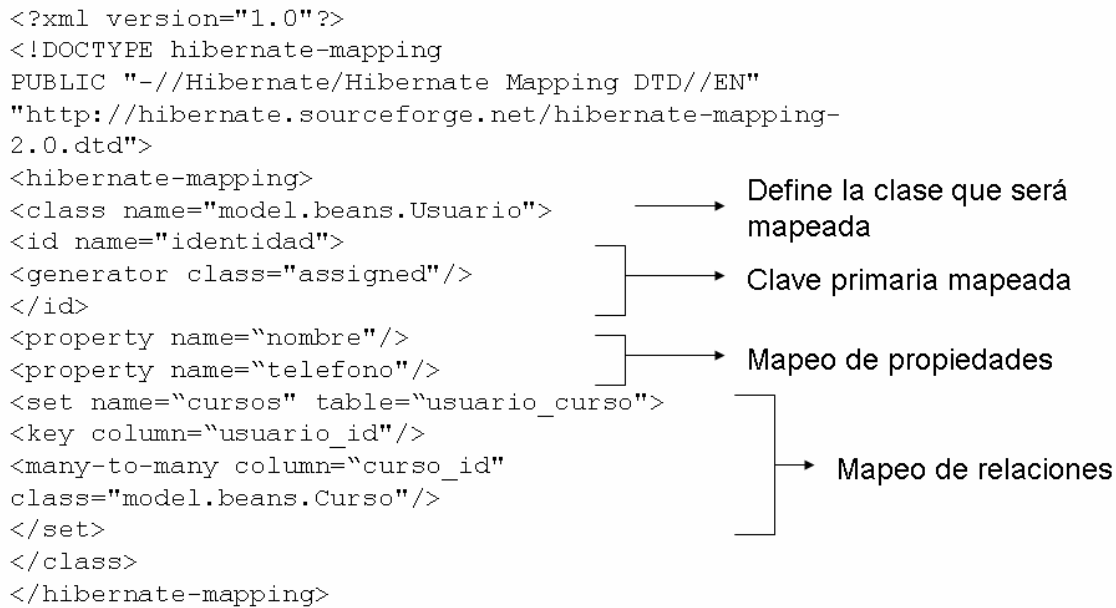 <?xml version="1.0"?>
<!DOCTYPE hibernate-mapping
PUBLIC "-//Hibernate/Hibernate Mapping DTD//EN"
"http://hibernate.sourceforge.net/hibernate-mapping-
2.0.dtd">
<hibernate-mapping>
<class name="model.beans.Usuario">
Define la clase que será
mapeada
<id name="identidad">
<generator class="assigned"/>
</id>
Clave primaria mapeada
<property name=“nombre"/>
<property name=“telefono"/>
Mapeo de propiedades
<set name=“cursos" table=“usuario_curso">
<key column=“usuario_id"/>
<many-to-many column=“curso_id"
class="model.beans.Curso"/>
</set>
Mapeo de relaciones
</class>
</hibernate-mapping>